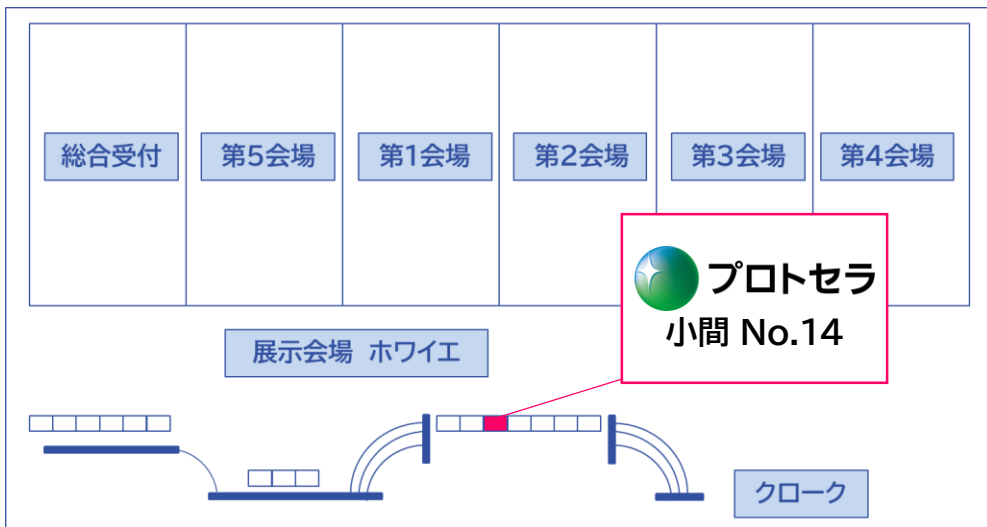 総合受付
第5会場
第1会場
第2会場
第3会場
第4会場
プロトセラ
小間 No.14
展示会場 ホワイエ
クローク